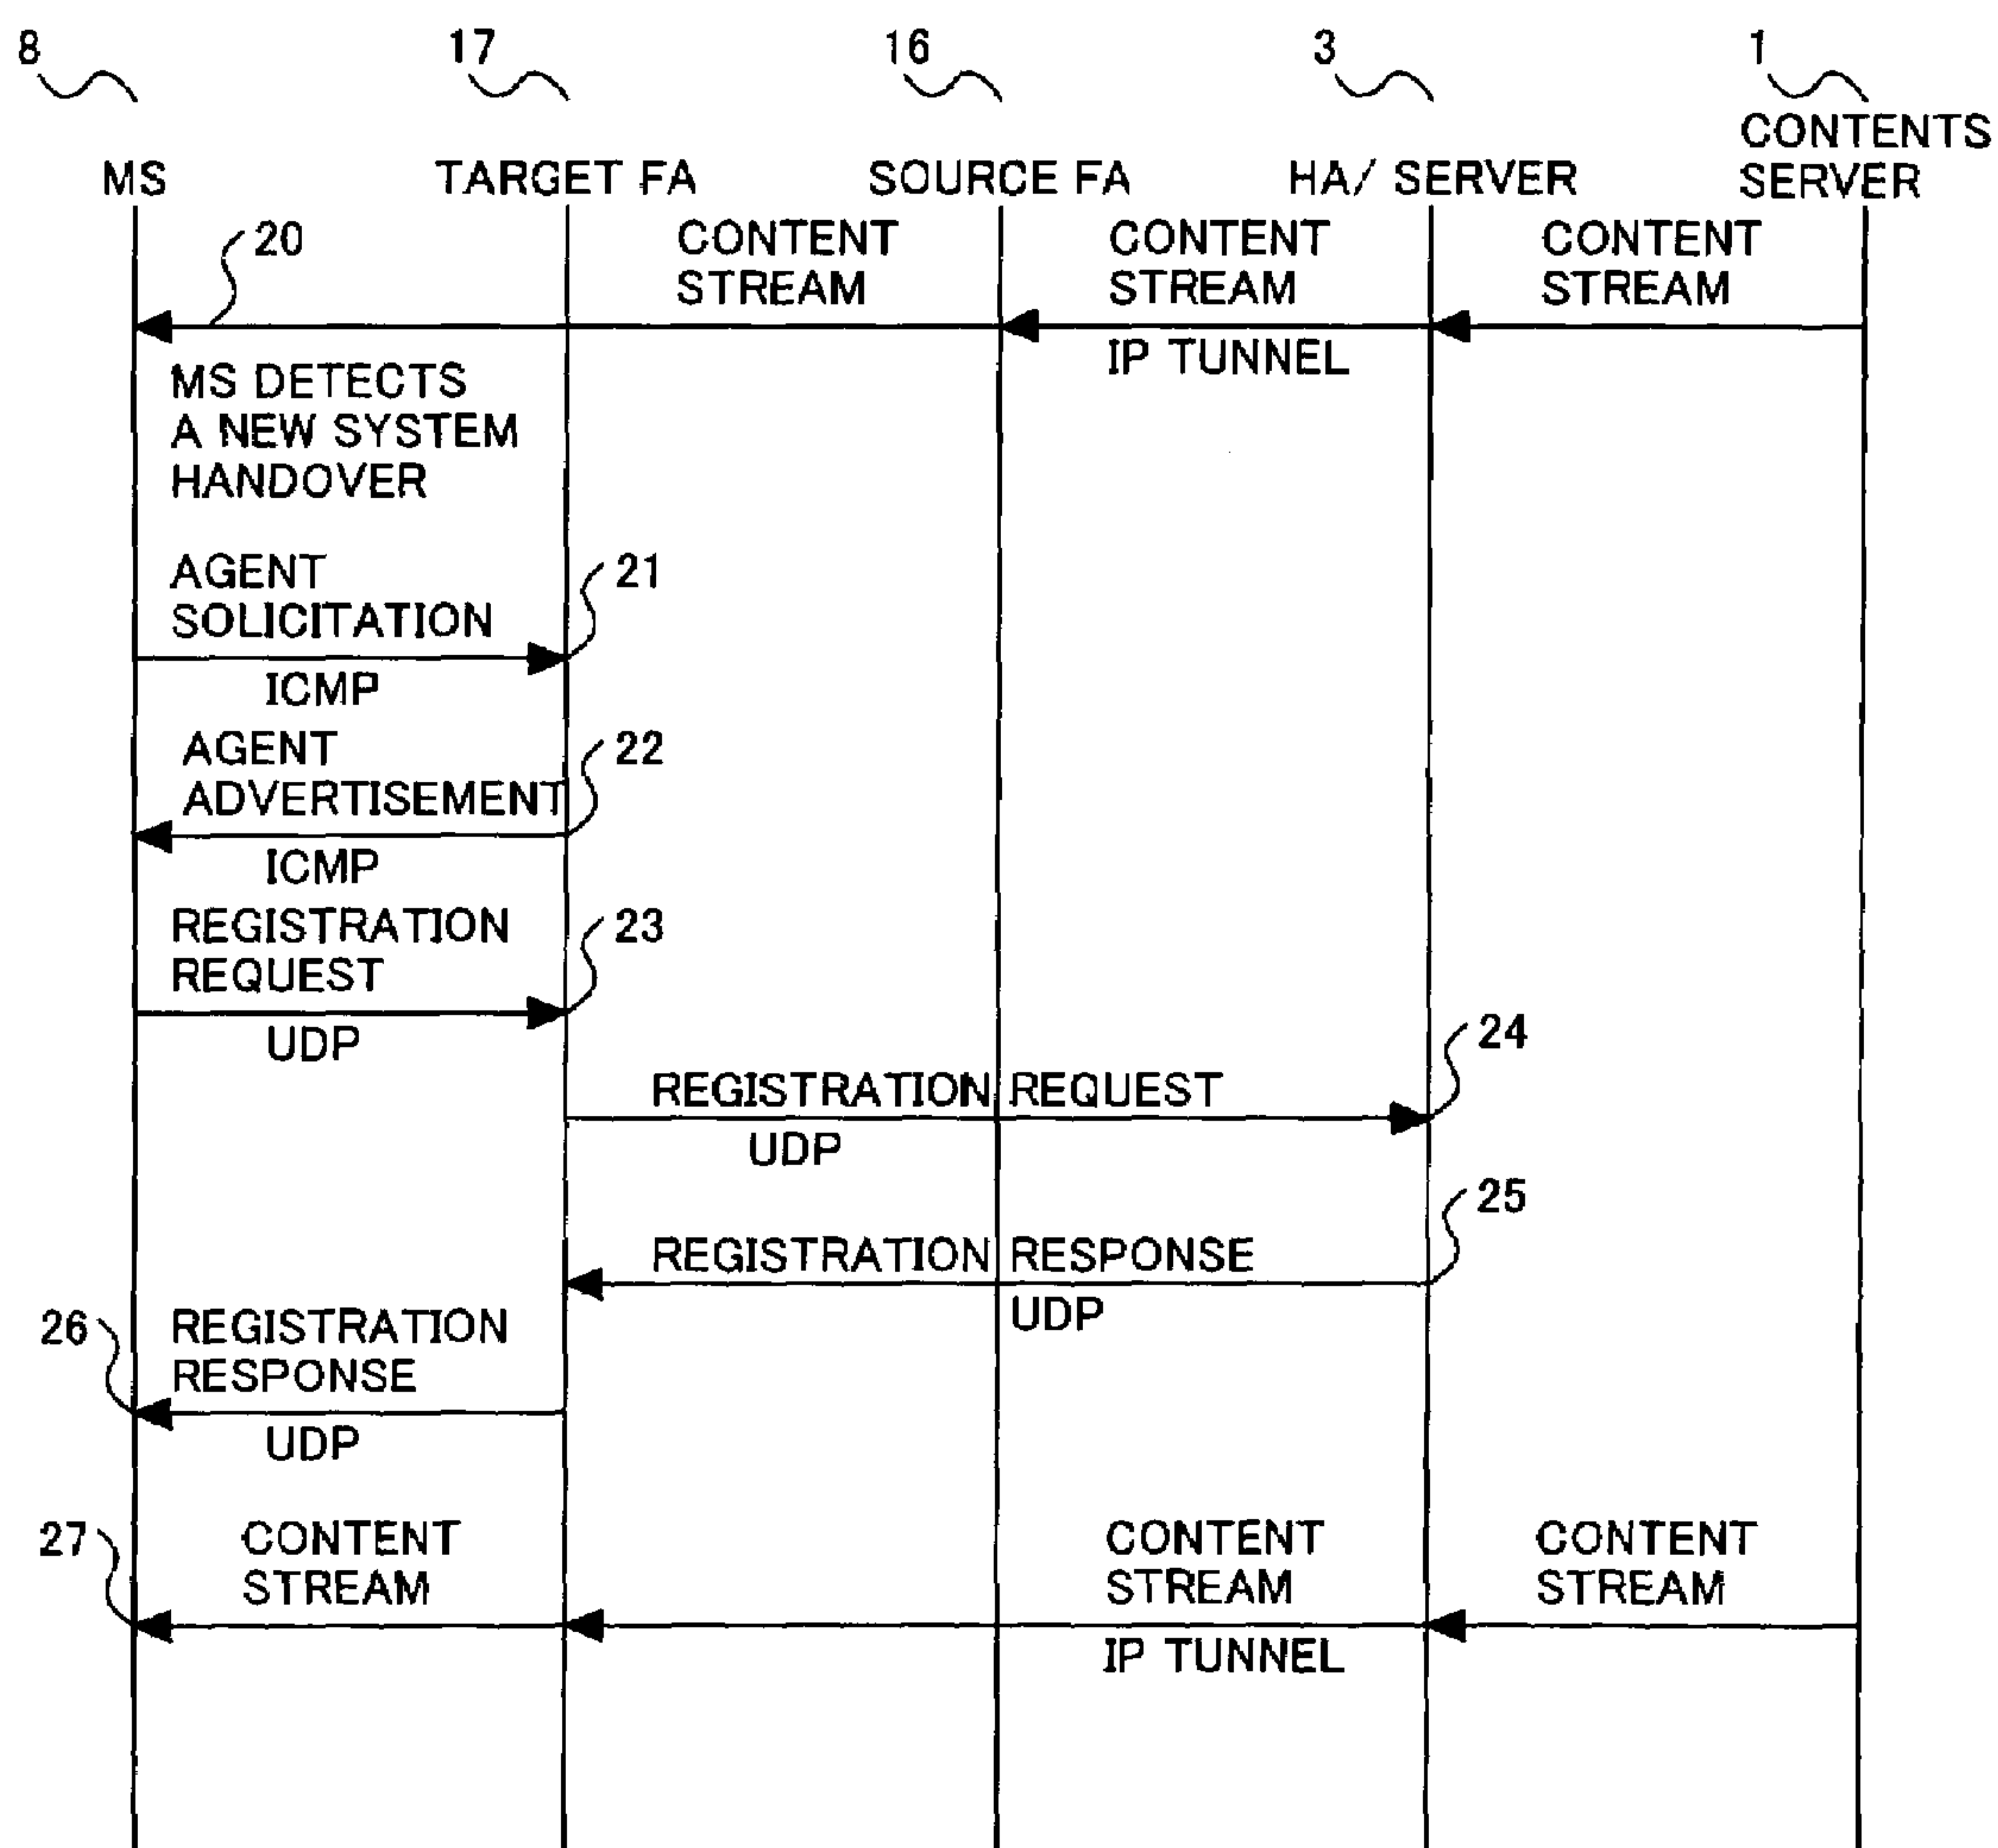 8
17
16
3
1
MS
TARGET FA
SOURCE FA
HA/ SERVER
CONTENTS
SERVER
20
CONTENT
STREAM
CONTENT
STREAM
IP TUNNEL
CONTENT
STREAM
MS DETECTS
A NEW SYSTEM
HANDOVER
AGENT
SOLICITATION
21
ICMP
AGENT
ADVERTISEMENT
22
ICMP
REGISTRATION
REQUEST
23
UDP
REGISTRATION REQUEST
24
UDP
REGISTRATION RESPONSE
25
UDP
26
REGISTRATION
RESPONSE
UDP
27
CONTENT
STREAM
CONTENT
STREAM
IP TUNNEL
CONTENT
STREAM